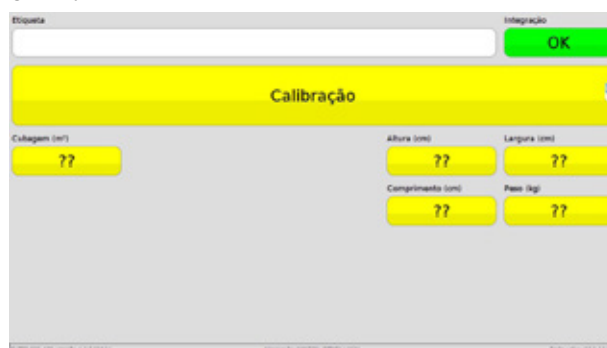 Etiqueta
Integração
OK
Calibração
Cubagem (m³)
Altura (cm)
Largura (cm)
??
??
??
Comprimento (cm)
Peso (kg)
??
??